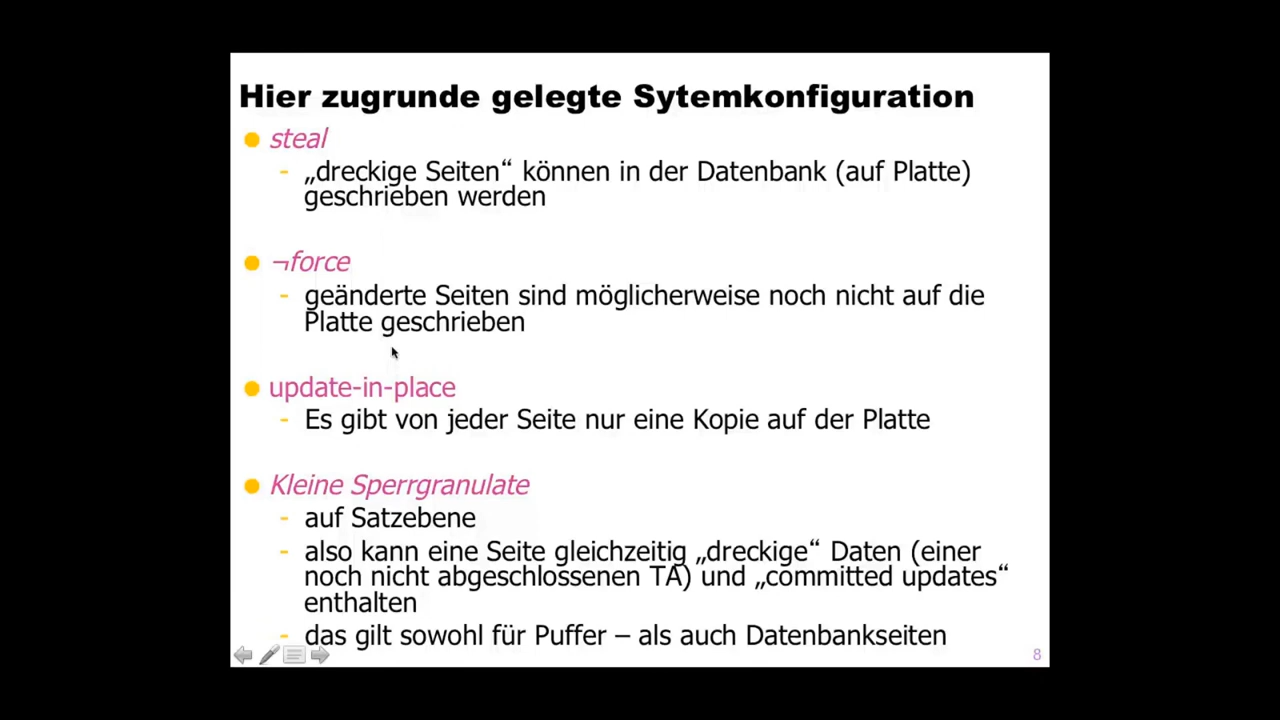 Hier zugrunde gelegte Sytemkonfiguration
steal
- „dreckige Seiten“ können in der Datenbank (auf Platte)
geschrieben werden
¬force
- geänderte Seiten sind möglicherweise noch nicht auf die
Platte geschrieben
update-in-place
- Es gibt von jeder Seite nur eine Kopie auf der Platte
Kleine Sperrgranulate
- auf Satzebene
- also kann eine Seite gleichzeitig „dreckige“ Daten (einer
noch nicht abgeschlossenen TA) und „committed updates“
enthalten
- das gilt sowohl für Puffer – als auch Datenbankseiten
8